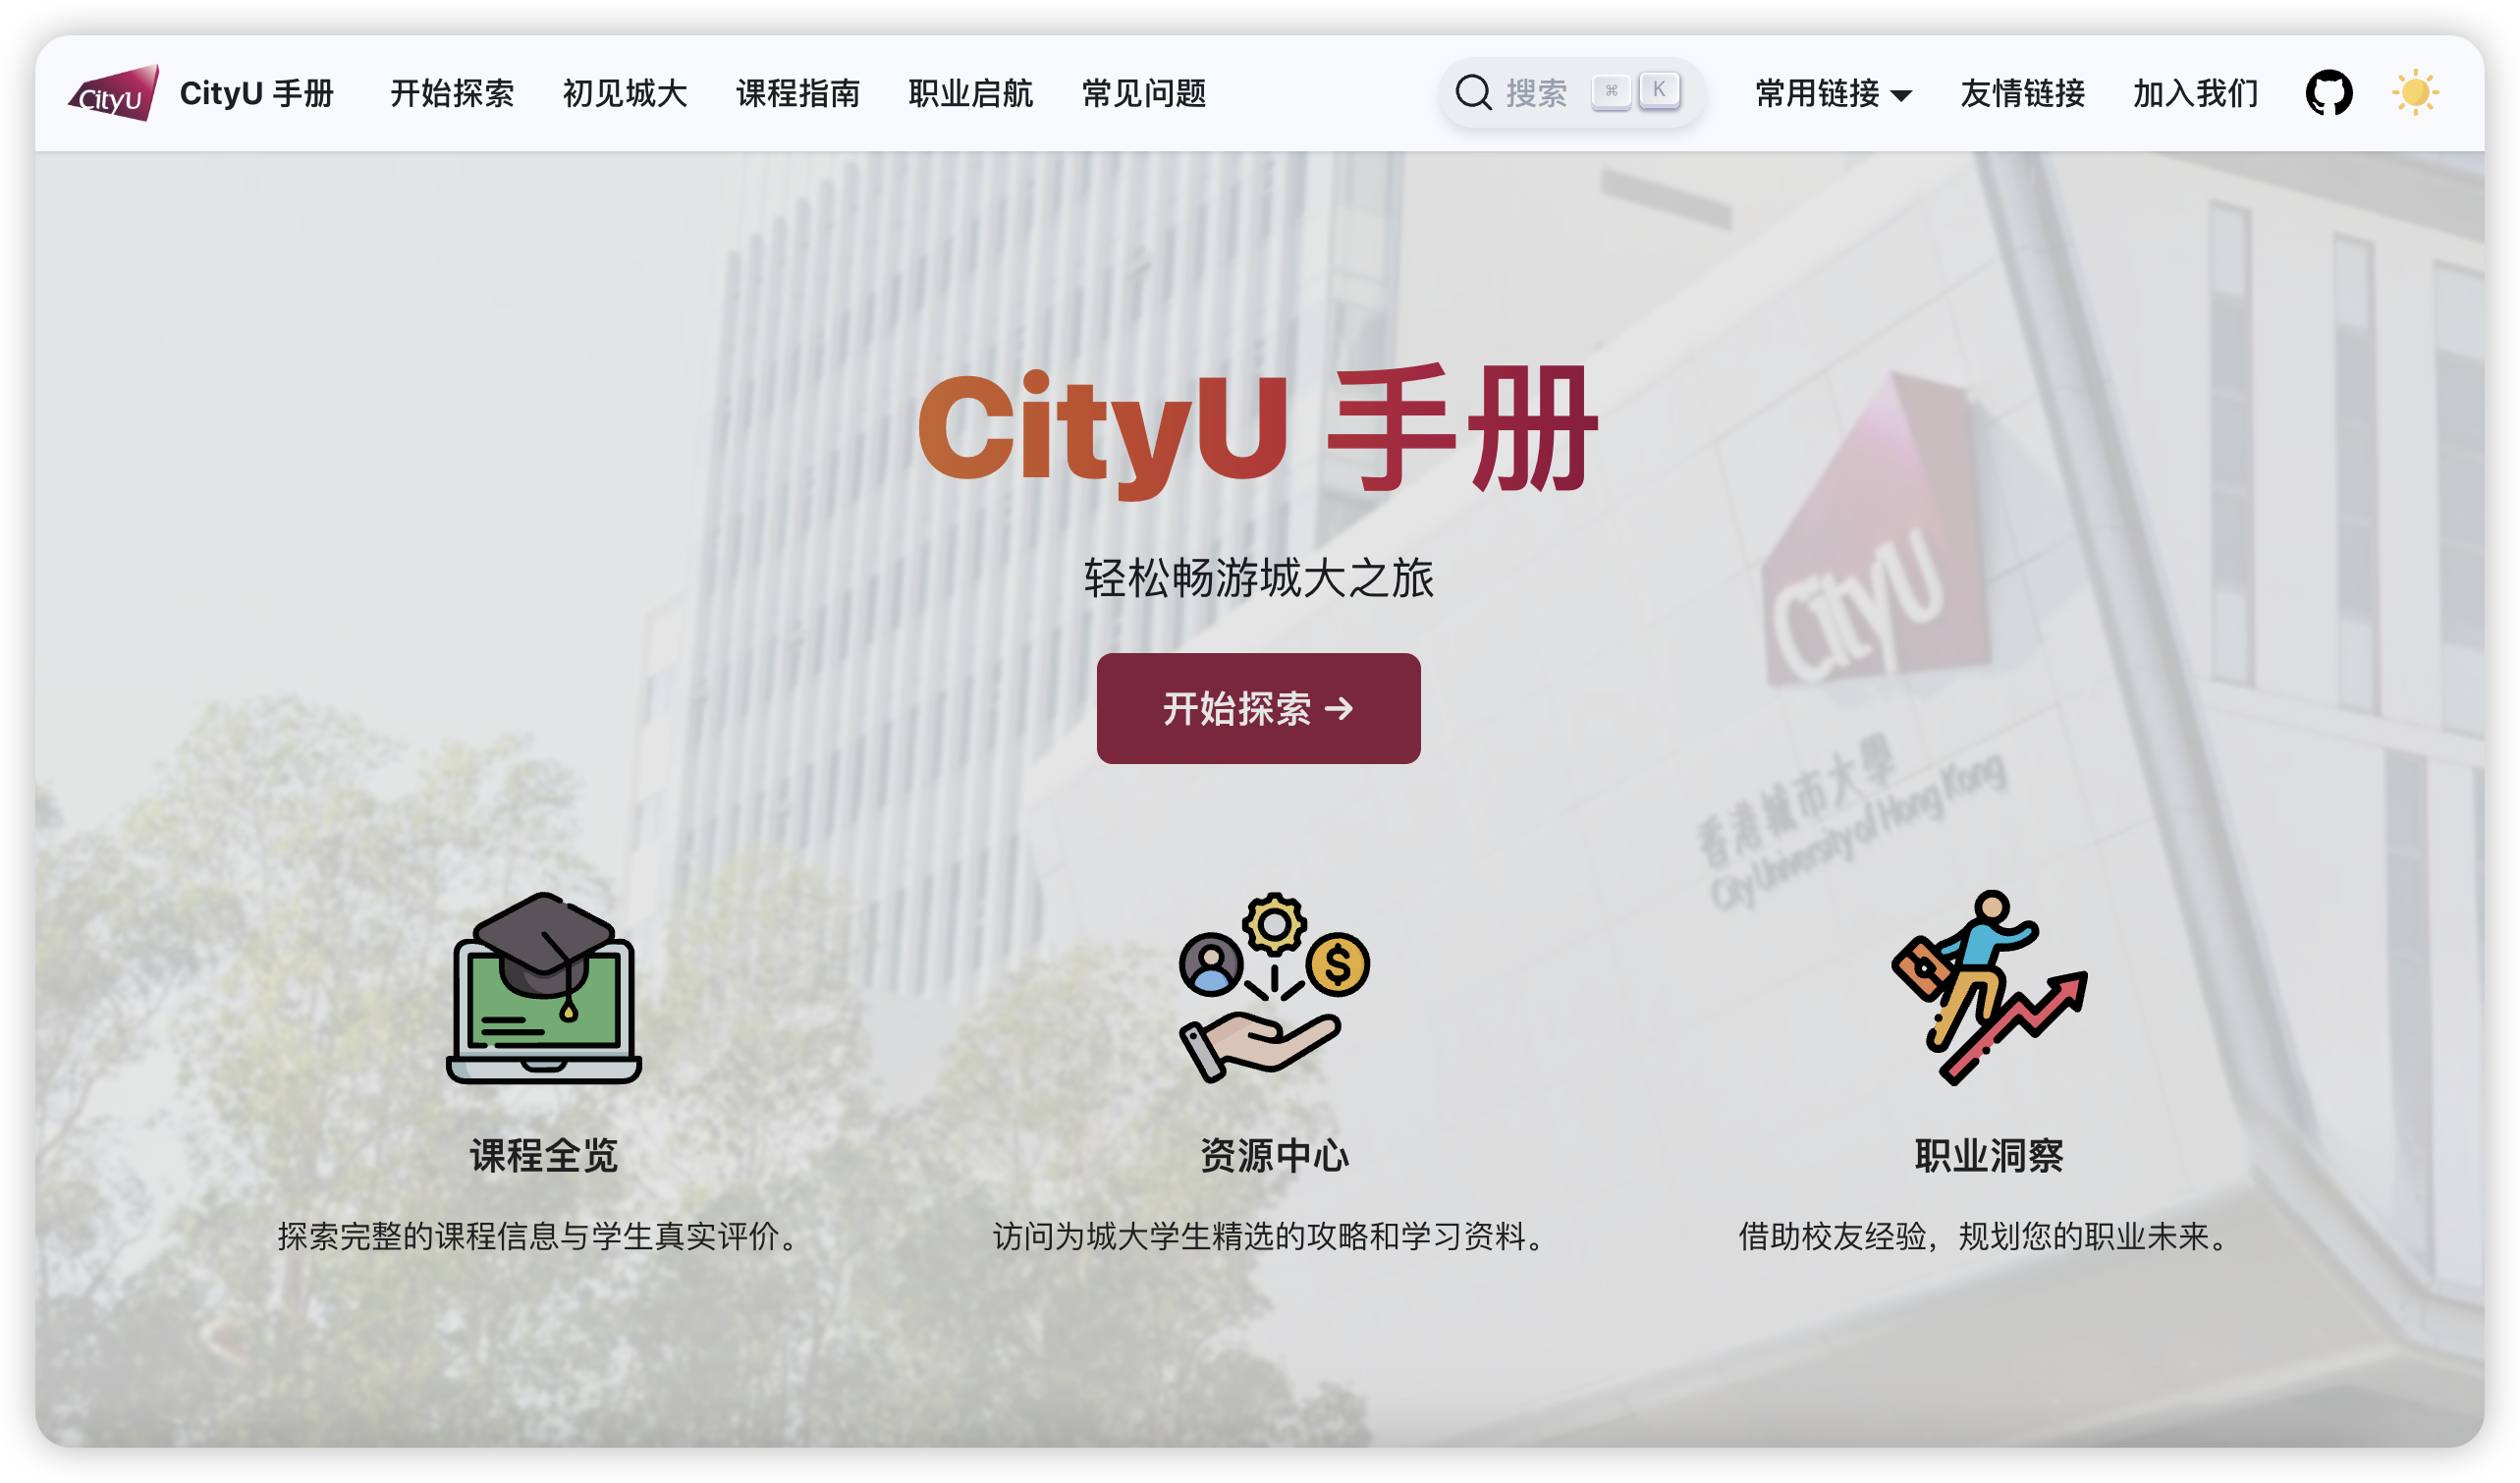 CityU
CityU 手册
开始探索
初见城大
课程指南
职业启航
常见问题
搜索
⌘ K
常用链接
友情链接
加入我们
CityU 手册
轻松畅游城大之旅
开始探索 →
CityU
香港城市大學
City University of Hong Kong
课程全览
资源中心
职业洞察
探索完整的课程信息与学生真实评价。
访问为城大学生精选的攻略和学习资料。
借助校友经验，规划您的职业未来。